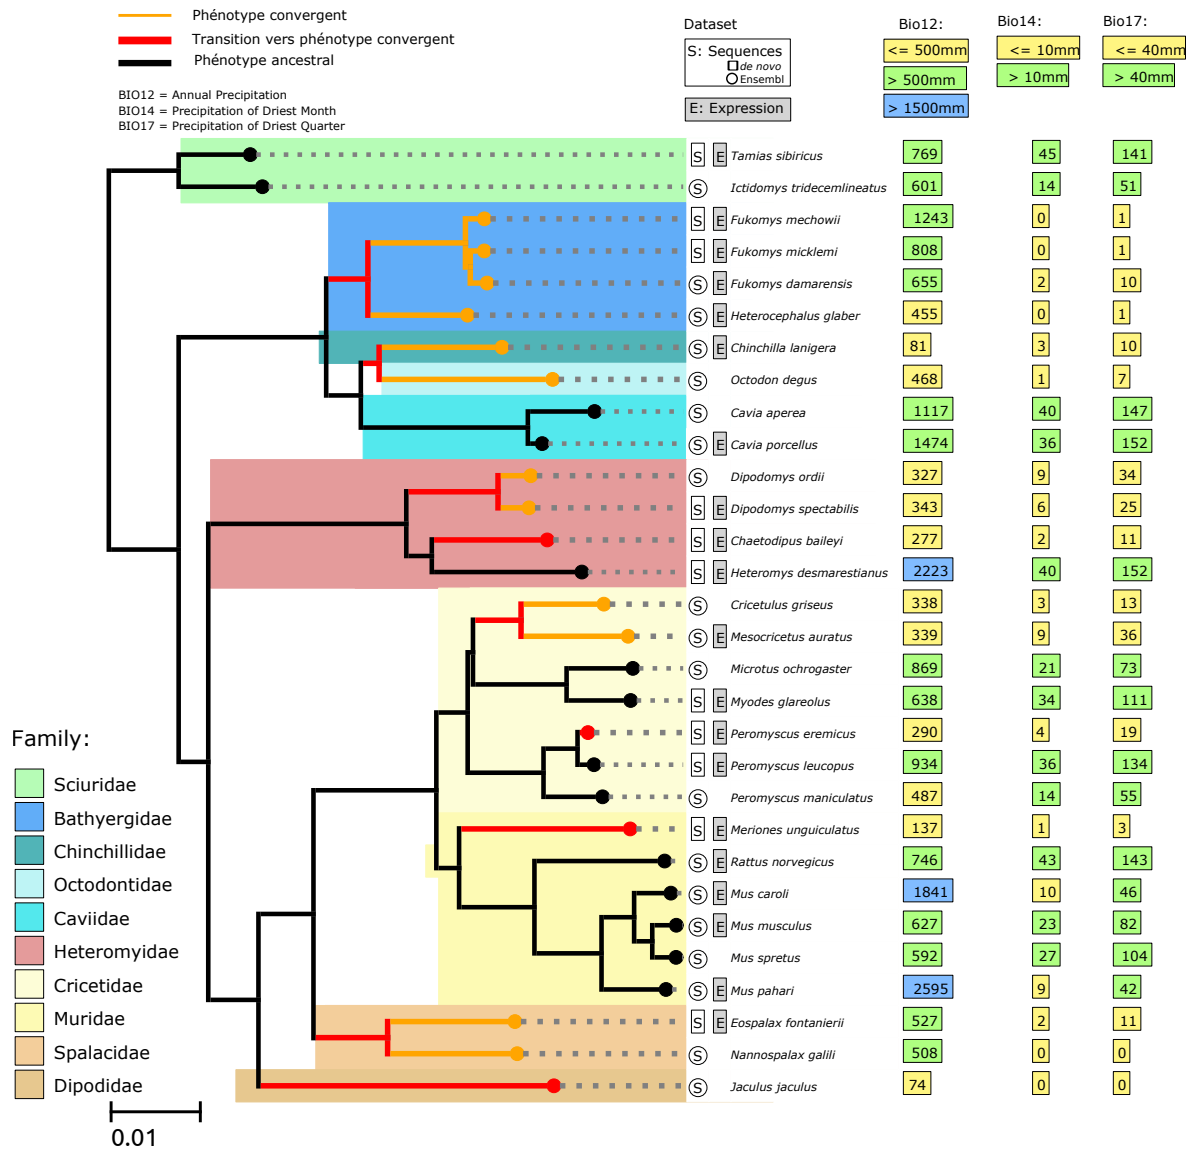 Phénotype convergent
Transition vers phénotype convergent
Phénotype ancestral
BIO12 = Annual Precipitation
BIO14 = Precipitation of Driest Month
BIO17 = Precipitation of Driest Quarter
Dataset
S: Sequences
de novo
Ensembl
E: Expression
Bio12: Bio14: Bio17:
<= 500mm <= 10mm <= 40mm
> 500mm > 10mm > 40mm
> 1500mm
S E Tamias sibiricus 769 45 141
S Ictidomys tridecemlineatus 601 14 51
S E Fukomys mechowii 1243 0 1
S E Fukomys micklemi 808 0 1
S E Fukomys damarensis 655 2 10
S E Heterocephalus glaber 455 0 1
S E Chinchilla lanigera 81 3 10
S Octodon degus 468 1 7
S Cavia aperea 1117 40 147
S E Cavia porcellus 1474 36 152
S Dipodomys ordii 327 9 34
S E Dipodomys spectabilis 343 6 25
S E Chaetodipus baileyi 277 2 11
S E Heteromys desmarestianus 2223 40 152
S Cricetulus griseus 338 3 13
S E Mesocricetus auratus 339 9 36
S Microtus ochrogaster 869 21 73
S E Myodes glareolus 638 34 111
S E Peromyscus eremicus 290 4 19
S E Peromyscus leucopus 934 36 134
S Peromyscus maniculatus 487 14 55
S E Meriones unguiculatus 137 1 3
S E Rattus norvegicus 746 43 143
S E Mus caroli 1841 10 46
S E Mus musculus 627 23 82
S Mus spretus 592 27 104
S E Mus pahari 2595 9 42
S E Eospalax fontanierii 527 2 11
S Nannospalax galili 508 0 0
S Jaculus jaculus 74 0 0
Family:
Sciuridae
Bathyergidae
Chinchillidae
Octodontidae
Caviidae
Heteromyidae
Cricetidae
Muridae
Spalacidae
Dipodidae
0.01